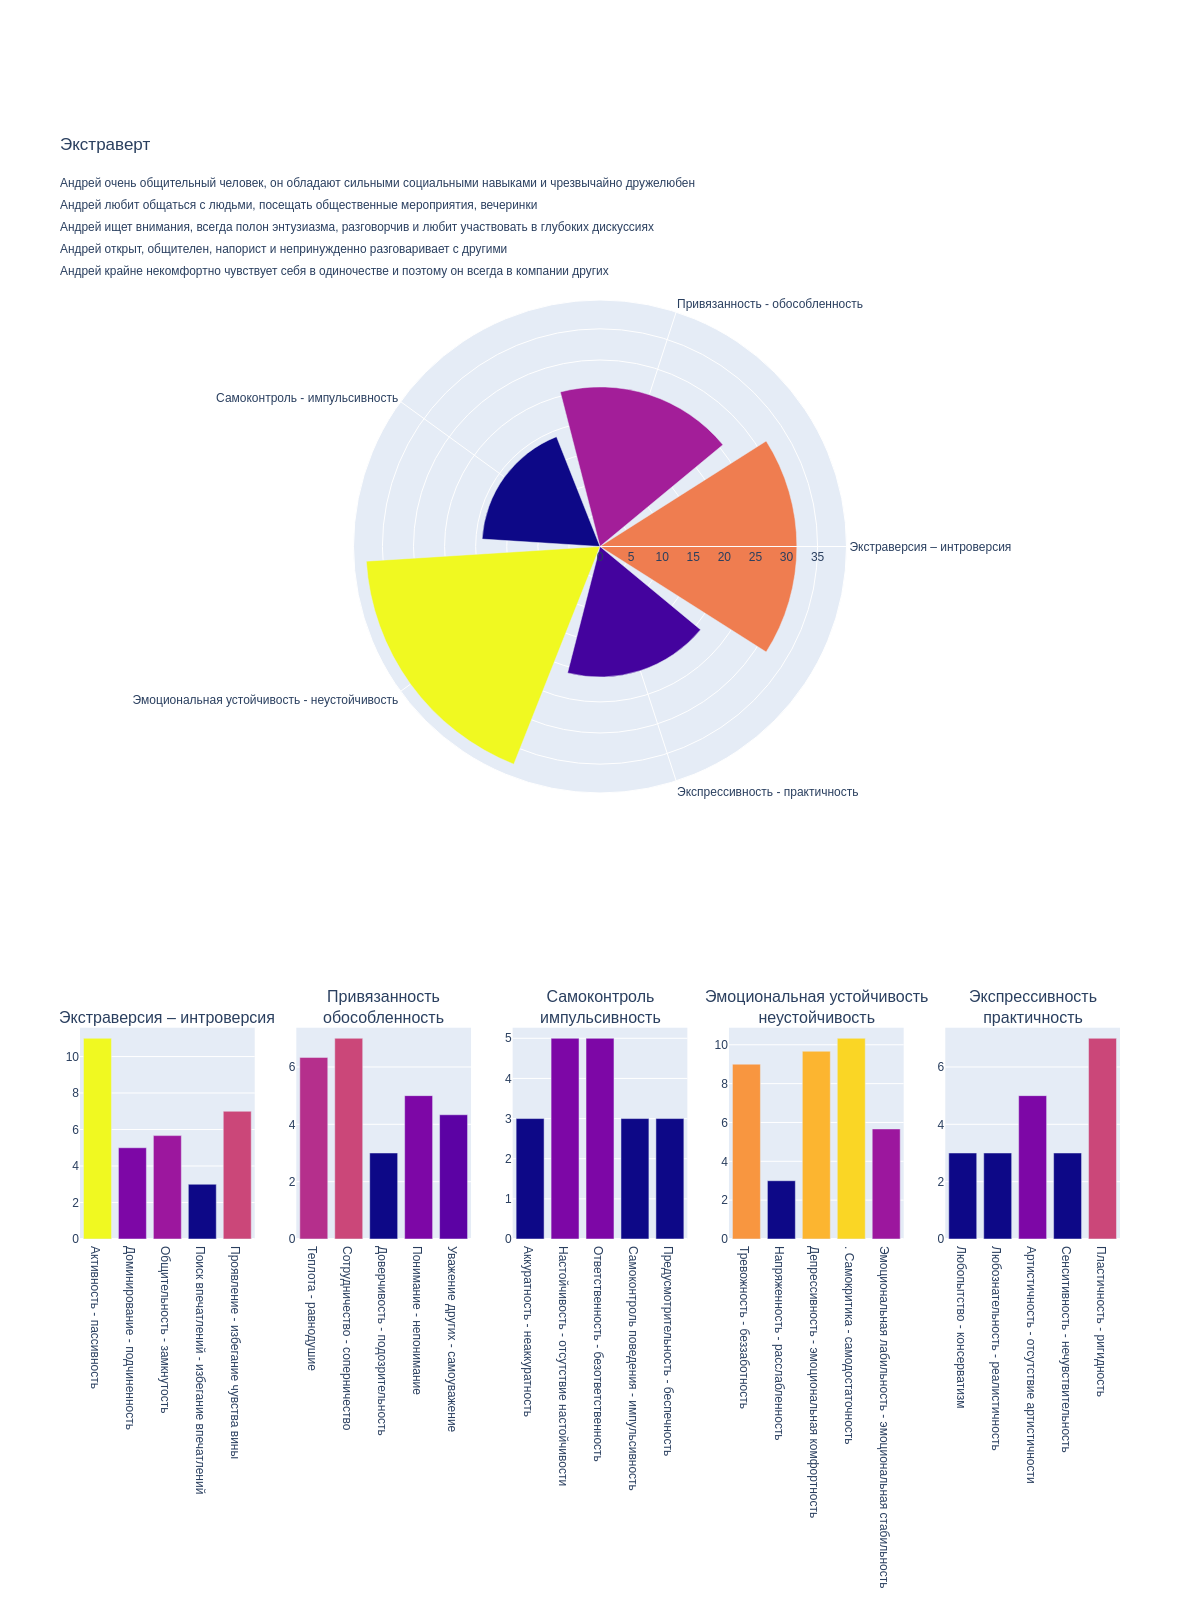 Экстраверт
Андрей очень общительный человек, он обладают сильными социальными навыками и чрезвычайно дружелюбен
Андрей любит общаться с людьми, посещать общественные мероприятия, вечеринки
Андрей ищет внимания, всегда полон энтузиазма, разговорчив и любит участвовать в глубоких дискуссиях
Андрей открыт, общителен, напорист и непринужденно разговаривает с другими
Андрей крайне некомфортно чувствует себя в одиночестве и поэтому он всегда в компании других
Привязанность - обособленность
Самоконтроль - импульсивность
5 10 15 20 25 30 35
Экстраверсия – интроверсия
Эмоциональная устойчивость - неустойчивость
Экспрессивность - практичность
Экстраверсия – интроверсия
10
8
6
4
2
0
Активность - пассивность
Доминирование - подчиненность
Общительность - замкнутость
Поиск впечатлений - избегание впечатлений
Проявление - избегание чувства вины
Привязанность
обособленность
6
4
2
0
Теплота - равнодушие
Сотрудничество - соперничество
Доверчивость - подозрительность
Понимание - непонимание
Уважение других - самоуважение
Самоконтроль
импульсивность
5
4
3
2
1
0
Аккуратность - неаккуратность
Настойчивость - отсутствие настойчивости
Ответственность - безответственность
Самоконтроль поведения - импульсивность
Предусмотрительность - беспечность
Эмоциональная устойчивость
неустойчивость
10
8
6
4
2
0
Тревожность - беззаботность
Напряженность - расслабленность
Депрессивность - эмоциональная комфортность
. Самокритика - самодостаточность
Эмоциональная лабильность - эмоциональная стабильность
Экспрессивность
практичность
6
4
2
0
Любопытство - консерватизм
Любознательность - реалистичность
Артистичность - отсутствие артистичности
Сенситивность - нечувствительность
Пластичность - ригидность